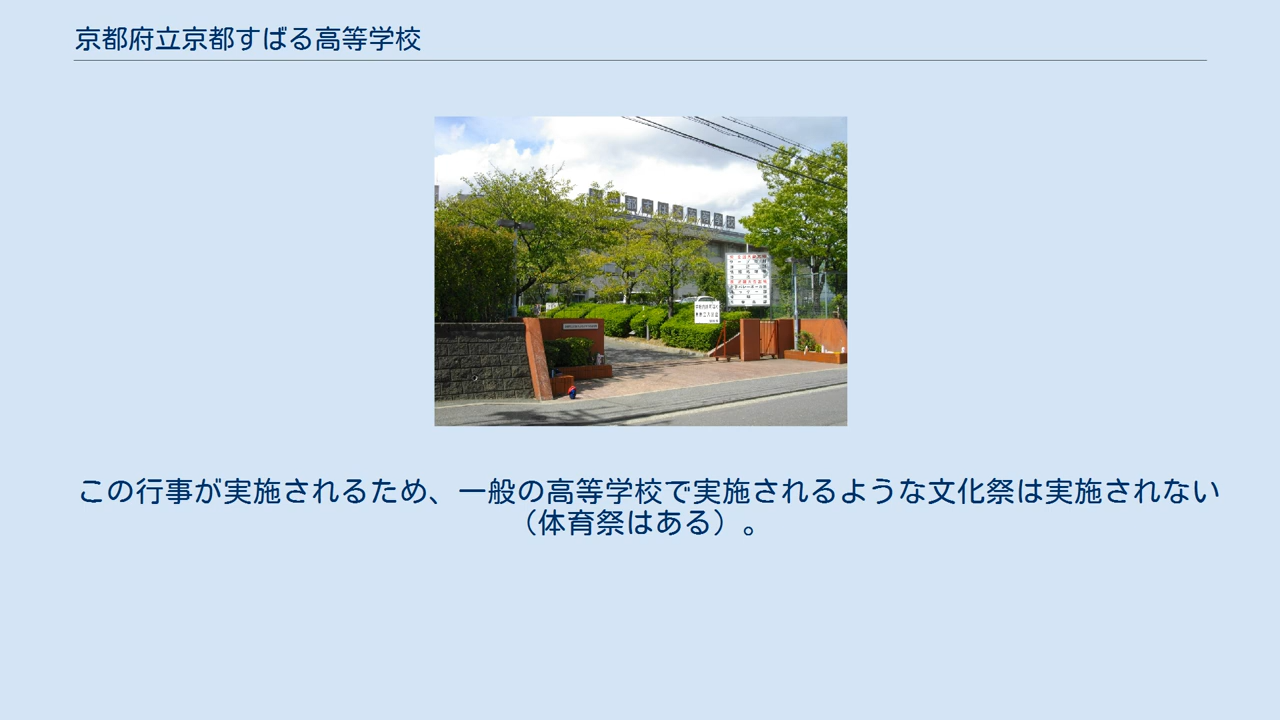 京都府立京都すばる高等学校
この行事が実施されるため、一般の高等学校で実施されるような文化祭は実施されない
（体育祭はある）。